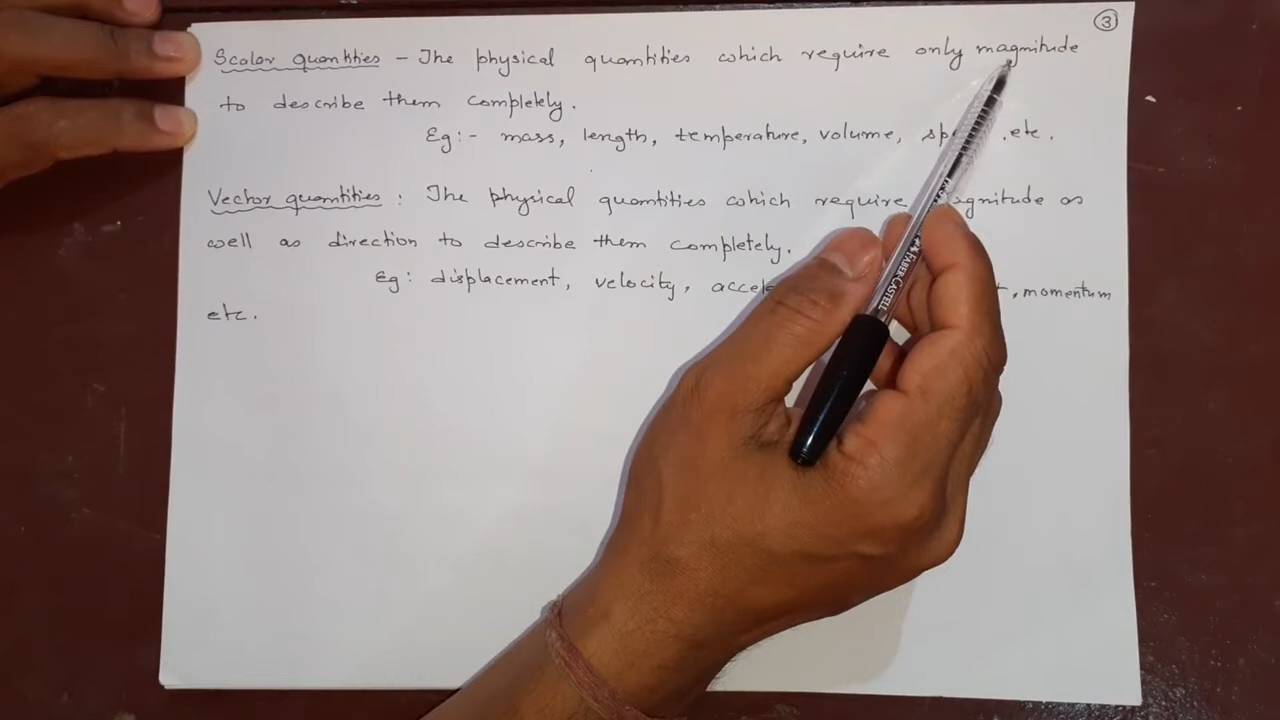 3
Scalar quantities - The physical quantities which require only magnitude
to describe them completely.
Eg:- mass, length, temperature, volume, etc.
Vector quantities : The physical quantities which require as
well as direction to describe them completely.
Eg: displacement, velocity, momentum
etc.
FABER-CASTELL